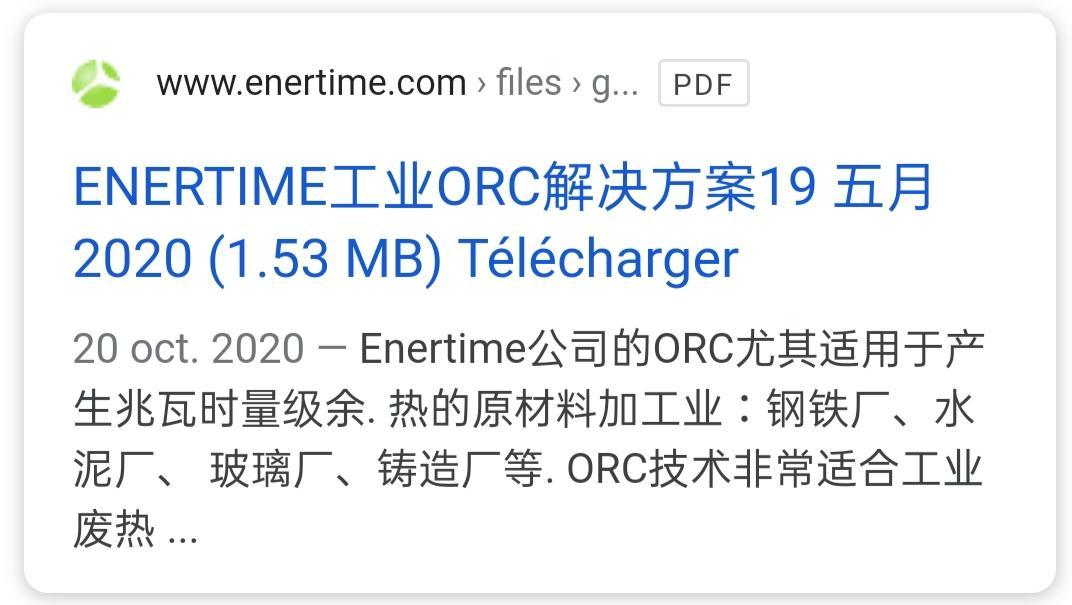 www.enertime.com › files › g... PDF
ENERTIME工业ORC解决方案19 五月
2020 (1.53 MB) Télécharger
20 oct. 2020 — Enertime公司的ORC尤其适用于产
生兆瓦时量级余. 热的原材料加工业：钢铁厂、水
泥厂、 玻璃厂、铸造厂等. ORC技术非常适合工业
废热 ...